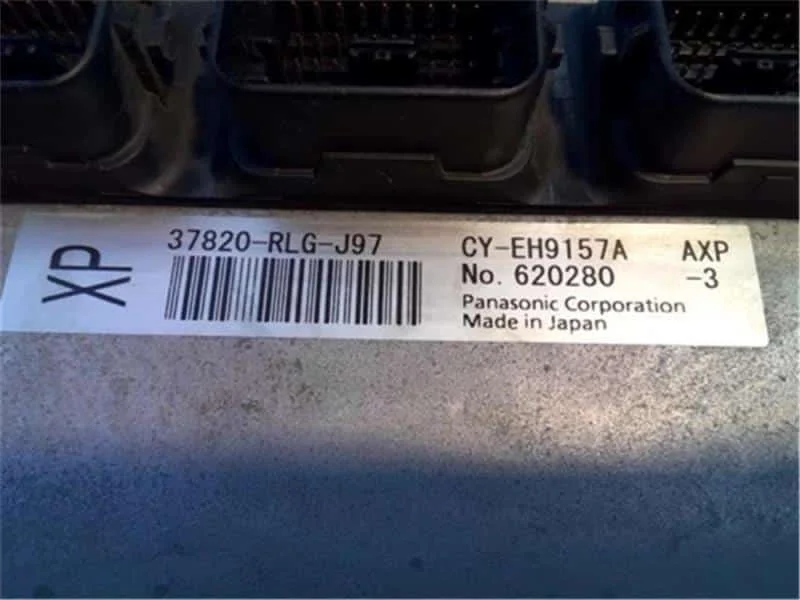 XP
37820-RLG-J97
CY-EH9157A AXP
No. 620280 -3
Panasonic Corporation
Made in Japan